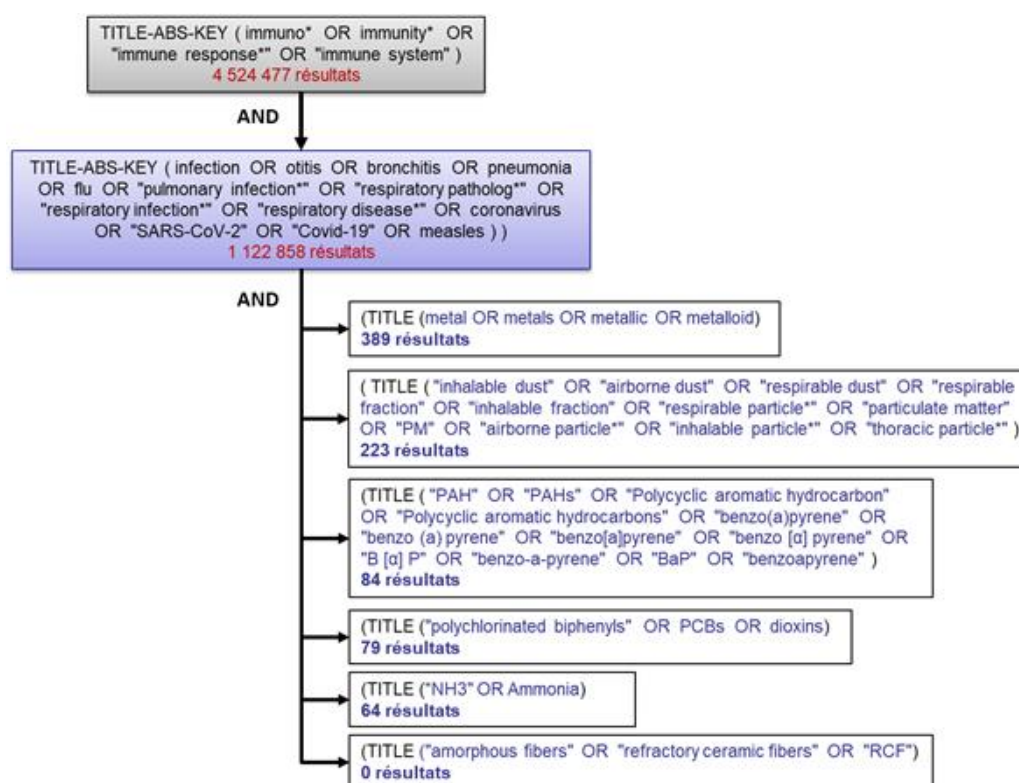 TITLE-ABS-KEY ( immuno* OR immunity* OR
"immune response*" OR "immune system" )
4 524 477 résultats
AND
TITLE-ABS-KEY ( infection OR otitis OR bronchitis OR pneumonia
OR flu OR "pulmonary infection*" OR "respiratory patholog*" OR
"respiratory infection*" OR "respiratory disease*" OR coronavirus
OR "SARS-CoV-2" OR "Covid-19" OR measles ) )
1 122 858 résultats
AND
(TITLE (metal OR metals OR metallic OR metalloid)
389 résultats
( TITLE ( "inhalable dust" OR "airborne dust" OR "respirable dust" OR "respirable
fraction" OR "inhalable fraction" OR "respirable particle*" OR "particulate matter"
OR "PM" OR "airborne particle*" OR "inhalable particle*" OR "thoracic particle*" )
223 résultats
(TITLE ( "PAH" OR "PAHs" OR "Polycyclic aromatic hydrocarbon"
OR "Polycyclic aromatic hydrocarbons" OR "benzo(a)pyrene" OR
"benzo (a) pyrene" OR "benzo[a]pyrene" OR "benzo [α] pyrene" OR
"B [α] P" OR "benzo-a-pyrene" OR "BaP" OR "benzoapyrene" )
84 résultats
(TITLE ("polychlorinated biphenyls" OR PCBs OR dioxins)
79 résultats
(TITLE ("NH3" OR Ammonia)
64 résultats
(TITLE ("amorphous fibers" OR "refractory ceramic fibers" OR "RCF")
0 résultats